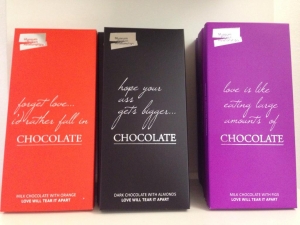 forget love...
i'd rather fall in
CHOCOLATE
MILK CHOCOLATE WITH ORANGE
LOVE WILL TEAR IT APART
hope your
ass
gets bigger...
CHOCOLATE
DARK CHOCOLATE WITH ALMONDS
LOVE WILL TEAR IT APART
love is like
eating large
amounts of
CHOCOLATE
MILK CHOCOLATE WITH FIGS
LOVE WILL TEAR IT APART